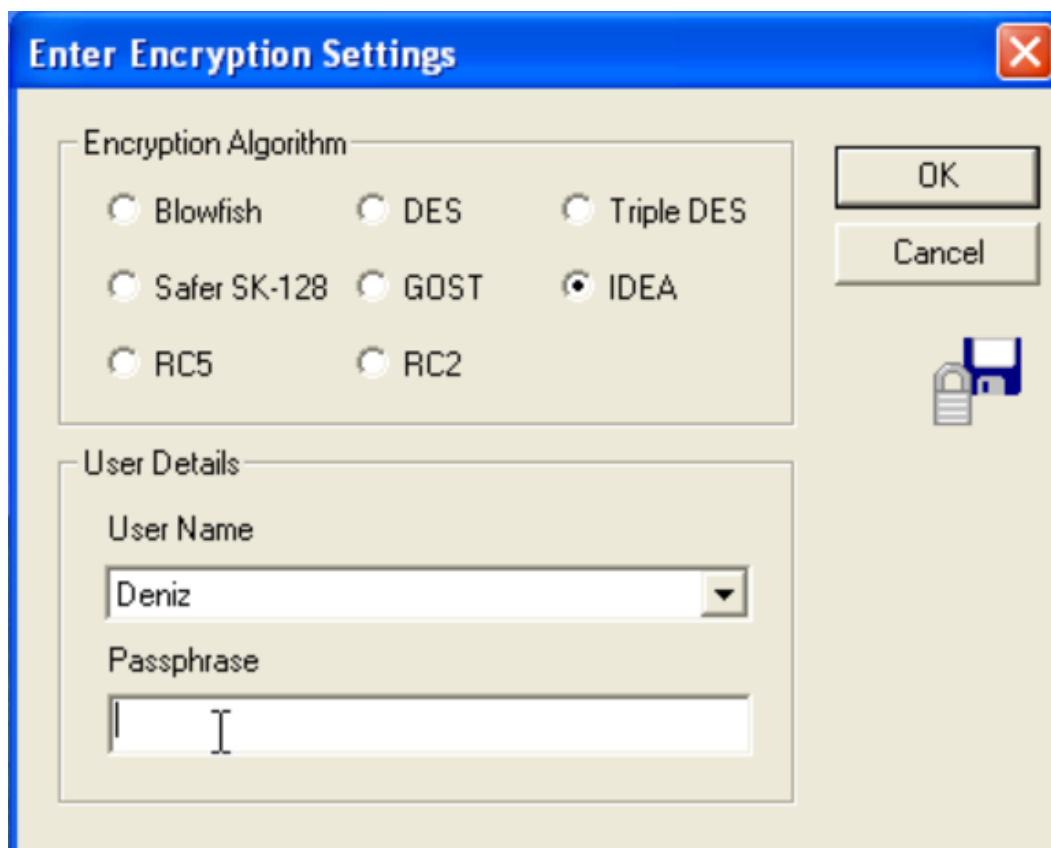 Enter Encryption Settings
Encryption Algorithm
Blowfish DES Triple DES
Safer SK-128 GOST IDEA
RC5 RC2
OK
Cancel
User Details
User Name
Deniz
Passphrase